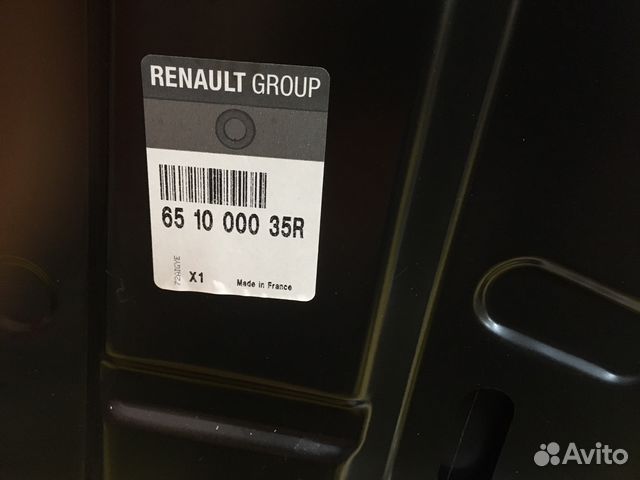 RENAULT GROUP
65 10 000 35R
X1
Made in France
Avito